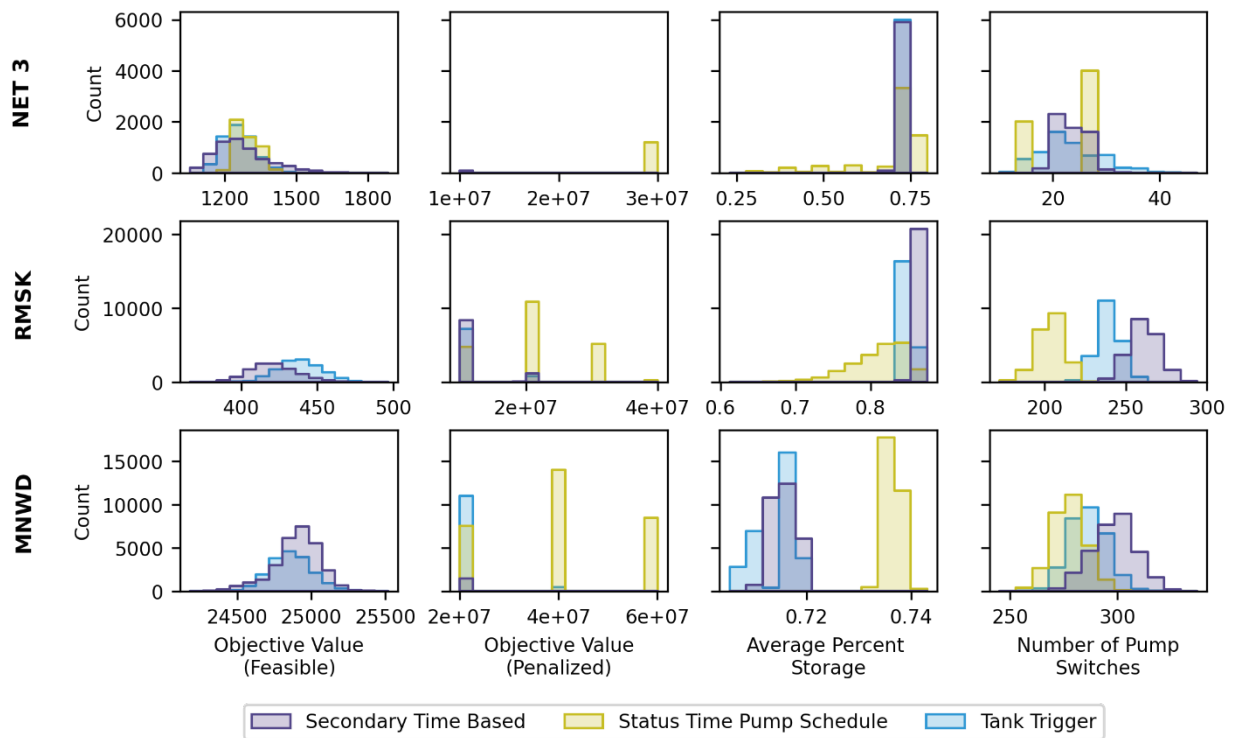 NET 3
Count
6000
4000
2000
0
1200 1500 1800
1e+07 2e+07 3e+07
0.25 0.50 0.75
20 40
RMSK
Count
20000
10000
0
400 450 500
2e+07 4e+07
0.6 0.7 0.8
200 250 300
MNWD
Count
15000
10000
5000
0
24500 25000 25500
2e+07 4e+07 6e+07
0.72 0.74
250 300
Objective Value
(Feasible)
Objective Value
(Penalized)
Average Percent
Storage
Number of Pump
Switches
Secondary Time Based Status Time Pump Schedule Tank Trigger